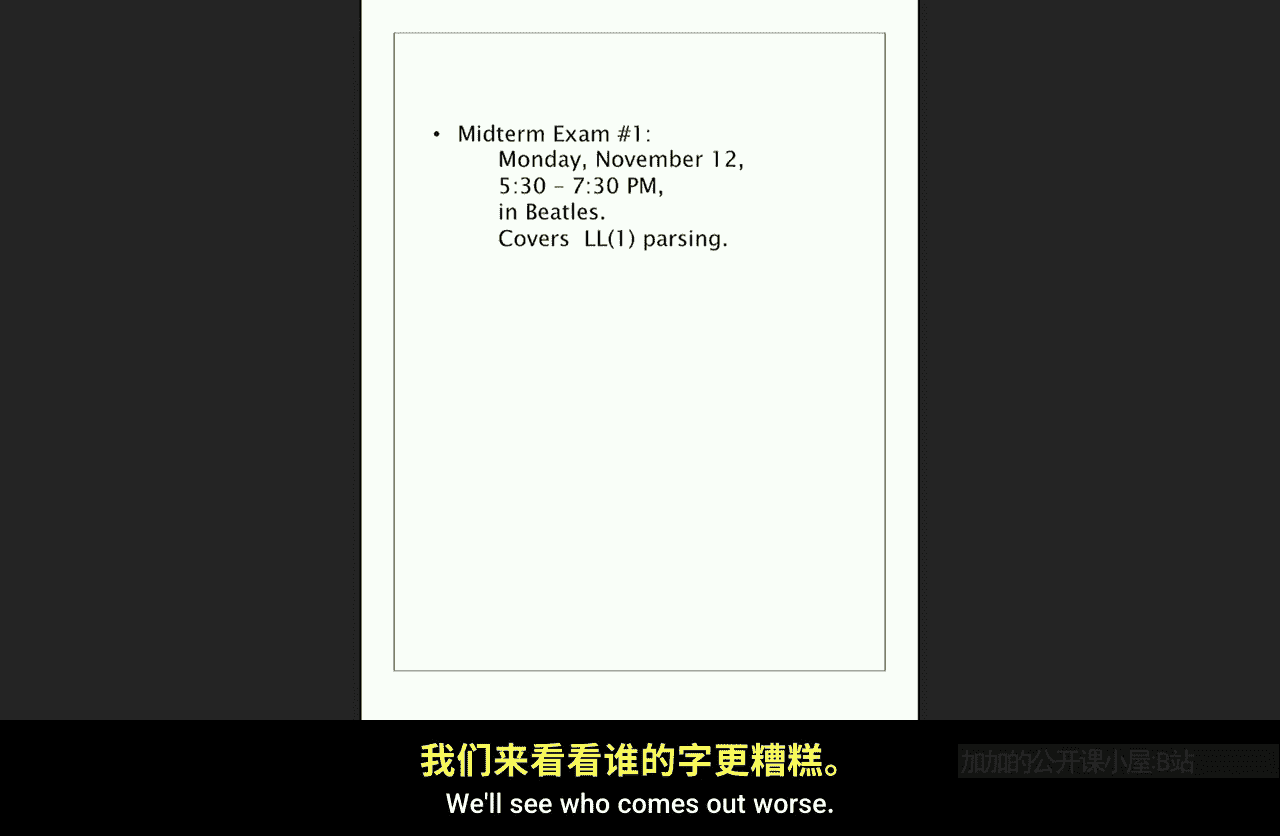 • Midterm Exam #1:
Monday, November 12,
5:30 – 7:30 PM,
in Beatles.
Covers LL(1) parsing.
我们来看看谁的字更糟糕。
加加的公开课小屋:B站
We'll see who comes out worse.